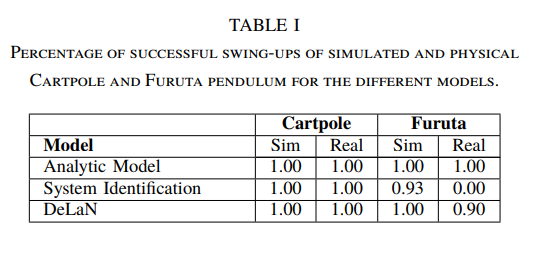 TABLE I
PERCENTAGE OF SUCCESSFUL SWING-UPS OF SIMULATED AND PHYSICAL
CARTPOLE AND FURUTA PENDULUM FOR THE DIFFERENT MODELS.
Cartpole Furuta
Model Sim Real Sim Real
Analytic Model 1.00 1.00 1.00 1.00
System Identification 1.00 1.00 0.93 0.00
DeLaN 1.00 1.00 1.00 0.90